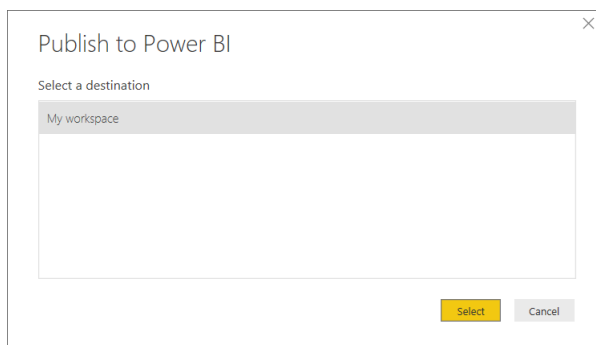 Publish to Power BI
Select a destination
My workspace
Select Cancel